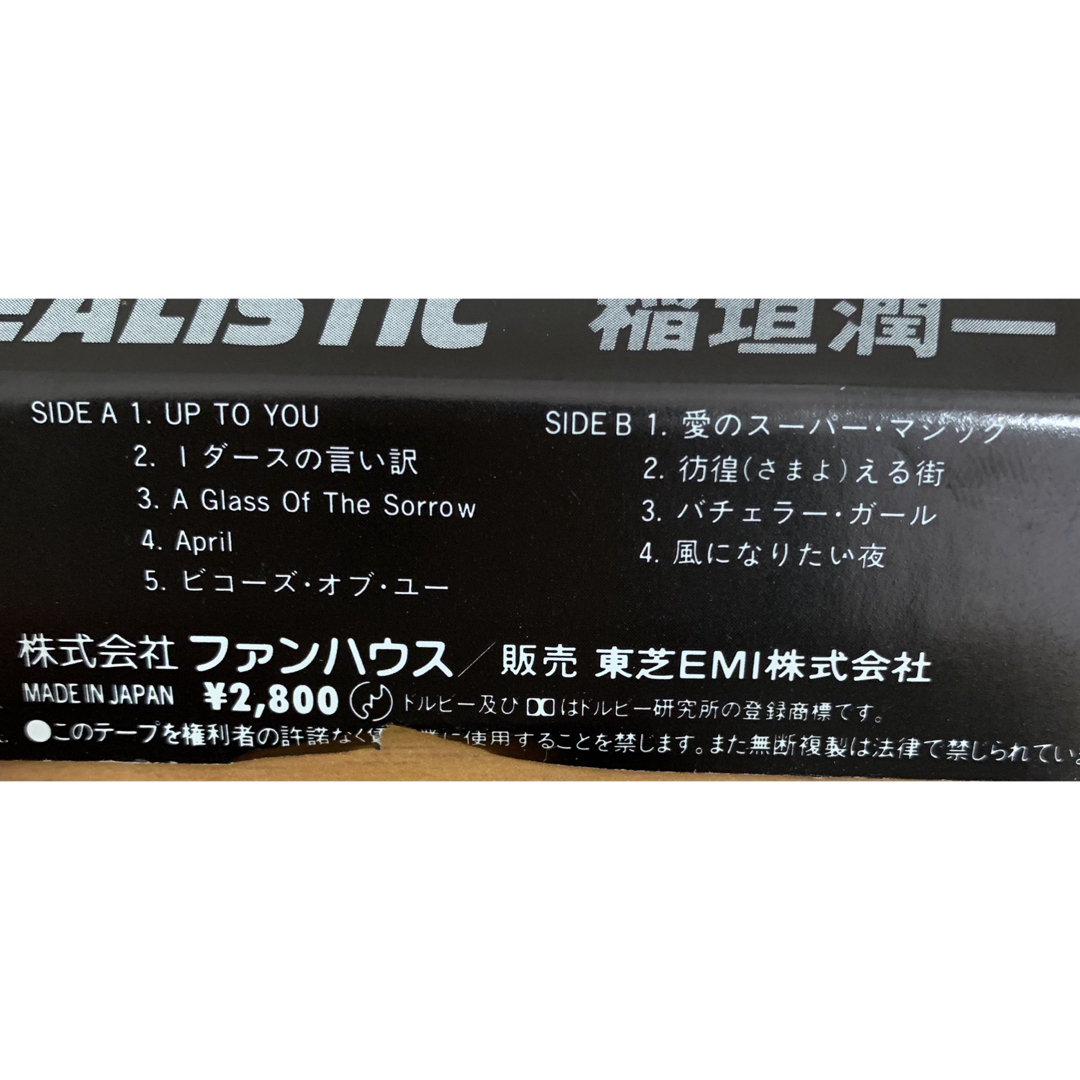 REALISTIC 稲垣潤一
SIDE A 1. UP TO YOU
2. 1ダースの言い訳
3. A Glass Of The Sorrow
4. April
5. ビコーズ・オブ・ユー
SIDE B 1. 愛のスーパー・マジック
2. 彷徨(さまよ)える街
3. バチェラー・ガール
4. 風になりたい夜
株式会社 ファンハウス/販売 東芝EMI株式会社
MADE IN JAPAN ¥2,800 ドルビー及びはドルビー研究所の登録商標です。
●このテープを権利者の許諾なく に使用することを禁じます。また無断複製は法律で禁じられてい